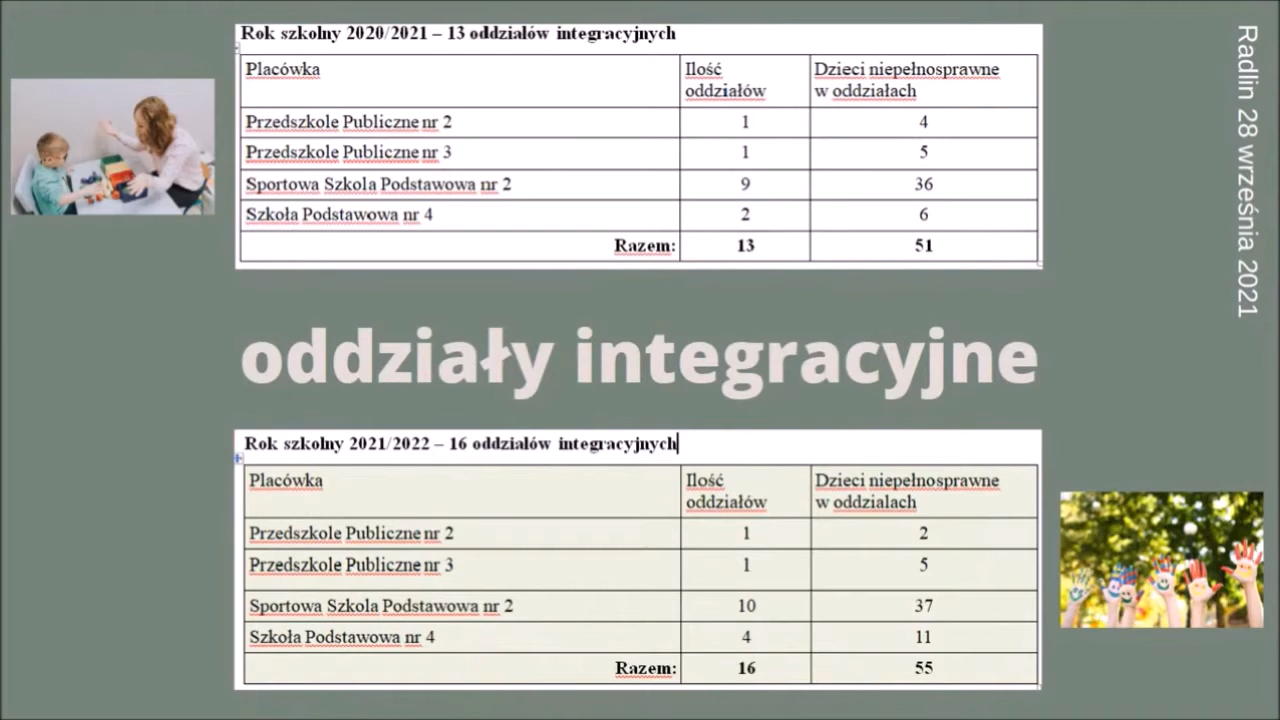 Rok szkolny 2020/2021 – 13 oddziałów integracyjnych
Placówka Ilość oddziałów Dzieci niepełnosprawne w oddziałach
Przedszkole Publiczne nr 2 1 4
Przedszkole Publiczne nr 3 1 5
Sportowa Szkola Podstawowa nr 2 9 36
Szkoła Podstawowa nr 4 2 6
Razem: 13 51
oddziały integracyjne
Rok szkolny 2021/2022 – 16 oddziałów integracyjnych
Placówka Ilość oddziałów Dzieci niepełnosprawne w oddzialach
Przedszkole Publiczne nr 2 1 2
Przedszkole Publiczne nr 3 1 5
Sportowa Szkola Podstawowa nr 2 10 37
Szkoła Podstawowa nr 4 4 11
Razem: 16 55
Radlin 28 września 2021